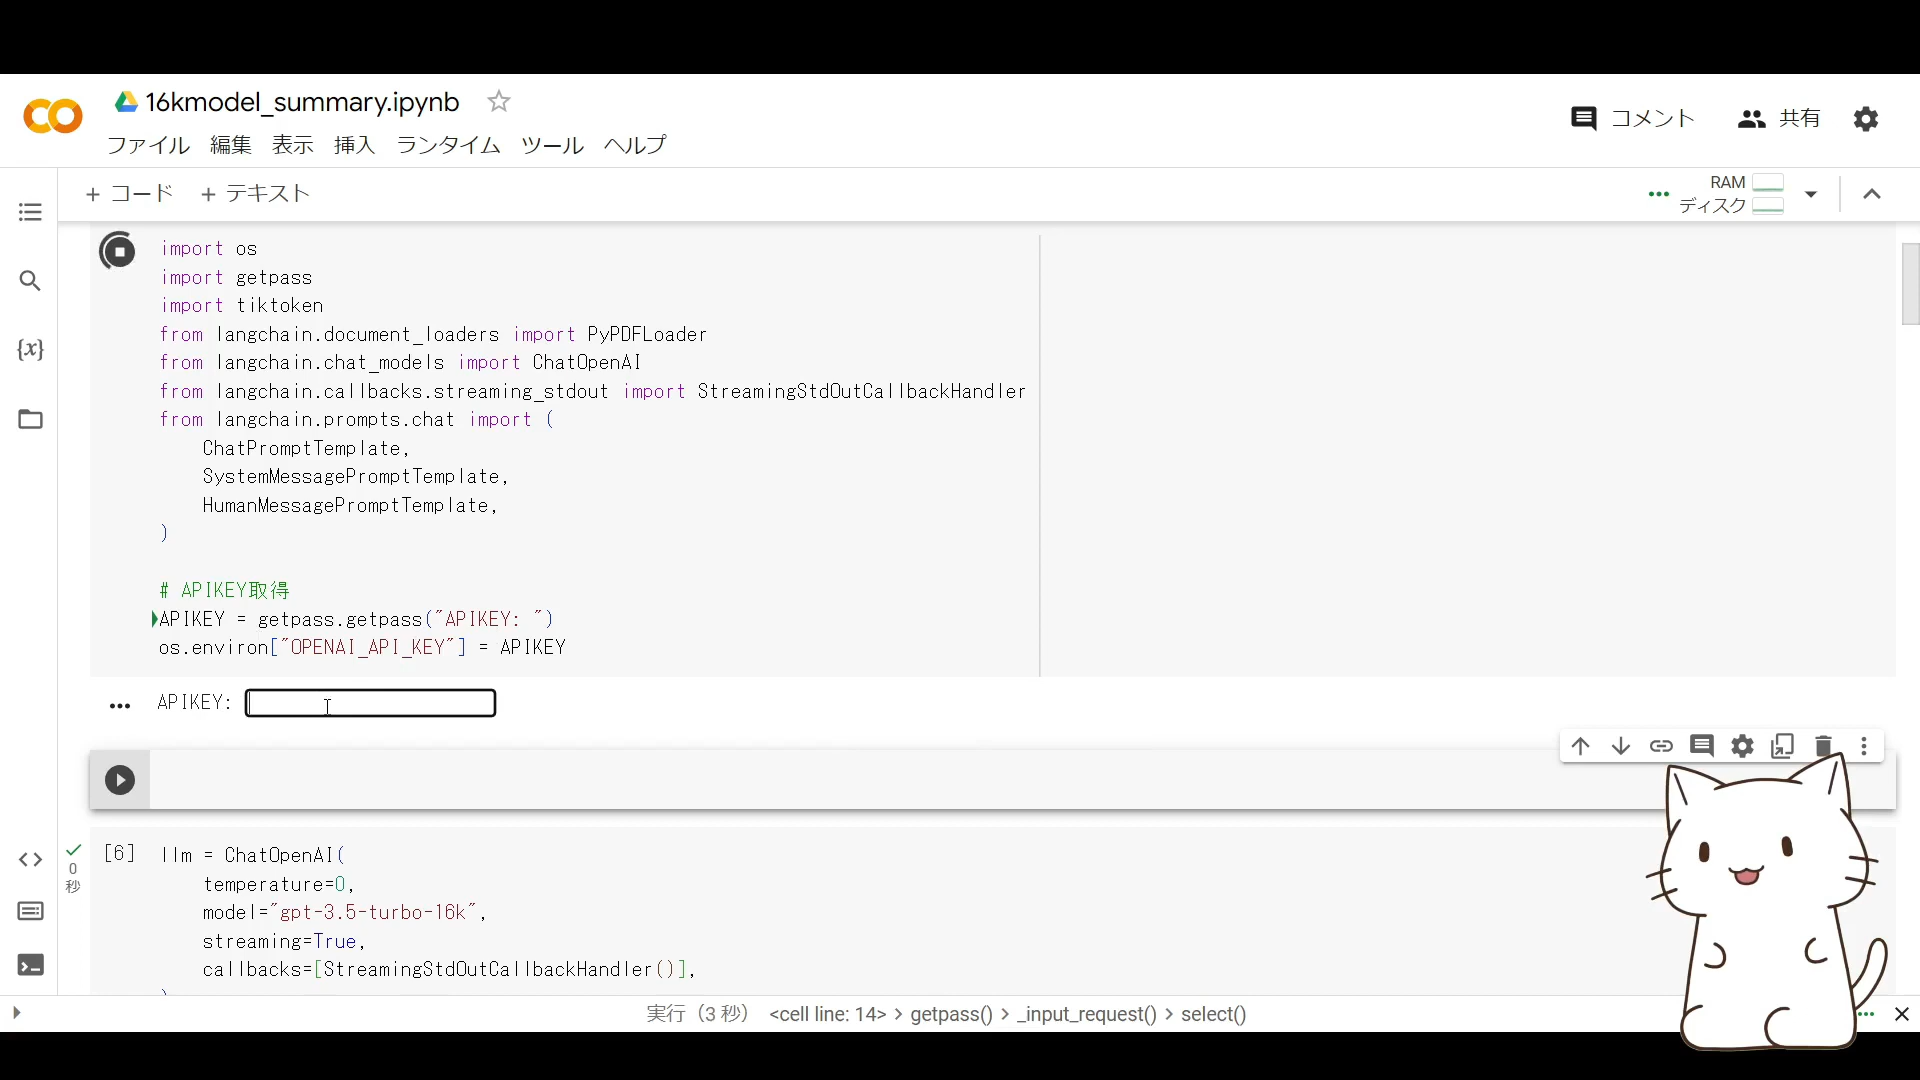 16kmodel_summary.ipynb
コメント
共有
ファイル 編集 表示 挿入 ランタイム ツール ヘルプ
+ コード + テキスト
RAM
ディスク
import os
import getpass
import tiktoken
from langchain.document_loaders import PyPDFLoader
from langchain.chat_models import ChatOpenAI
from langchain.callbacks.streaming_stdout import StreamingStdOutCallbackHandler
from langchain.prompts.chat import (
ChatPromptTemplate,
SystemMessagePromptTemplate,
HumanMessagePromptTemplate,
)
# APIKEY取得
APIKEY = getpass.getpass("APIKEY: ")
os.environ["OPENAI_API_KEY"] = APIKEY
APIKEY:
[6] llm = ChatOpenAI(
0
秒
temperature=0,
model="gpt-3.5-turbo-16k",
streaming=True,
callbacks=[StreamingStdOutCallbackHandler()],
実行（3 秒） <cell line: 14> > getpass() > _input_request() > select()